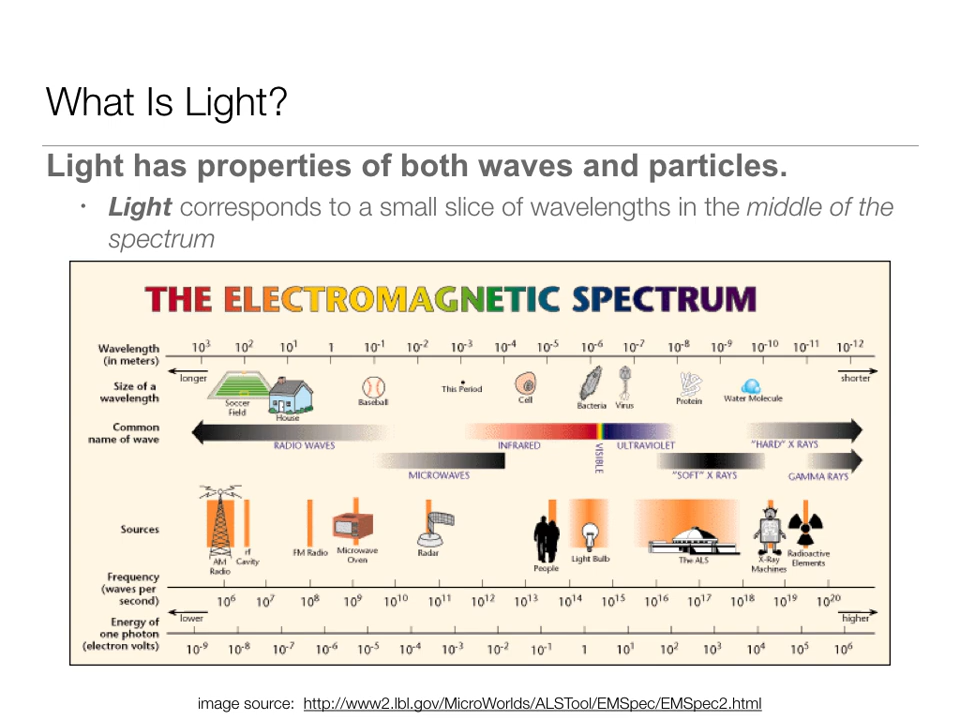 What Is Light?
Light has properties of both waves and particles.
• Light corresponds to a small slice of wavelengths in the middle of the
spectrum
THE ELECTROMAGNETIC SPECTRUM
Wavelength
(in meters)
10³ 10² 10¹ 1 10⁻¹ 10⁻² 10⁻³ 10⁻⁴ 10⁻⁵ 10⁻⁶ 10⁻⁷ 10⁻⁸ 10⁻⁹ 10⁻¹⁰ 10⁻¹¹ 10⁻¹²
longer shorter
Size of a
wavelength
Soccer
Field
House
Baseball
This Period
Cell
Bacteria
Virus
Protein
Water Molecule
Common
name of wave
RADIO WAVES
INFRARED
VISIBLE
ULTRAVIOLET
"HARD" X RAYS
MICROWAVES
"SOFT" X RAYS
GAMMA RAYS
Sources
AM
Radio
rf
Cavity
FM Radio
Microwave
Oven
Radar
People
Light Bulb
The ALS
X-Ray
Machines
Radioactive
Elements
Frequency
(waves per
second)
10⁶ 10⁷ 10⁸ 10⁹ 10¹⁰ 10¹¹ 10¹² 10¹³ 10¹⁴ 10¹⁵ 10¹⁶ 10¹⁷ 10¹⁸ 10¹⁹ 10²⁰
lower higher
Energy of
one photon
(electron volts)
10⁻⁹ 10⁻⁸ 10⁻⁷ 10⁻⁶ 10⁻⁵ 10⁻⁴ 10⁻³ 10⁻² 10⁻¹ 1 10¹ 10² 10³ 10⁴ 10⁵ 10⁶
image source: http://www2.lbl.gov/MicroWorlds/ALSTool/EMSpec/EMSpec2.html